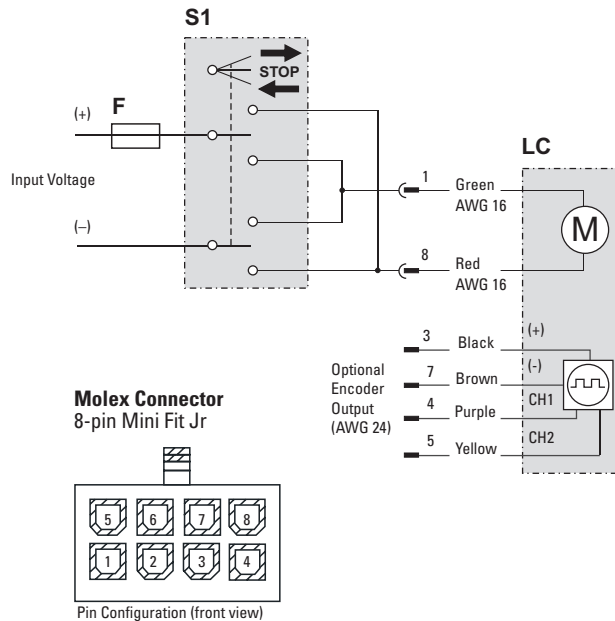 S1
STOP
(+)
F
Input Voltage
(–)
LC
1
Green
AWG 16
M
8
Red
AWG 16
3
Black
(+)
7
Brown
(-)
4
Purple
CH1
5
Yellow
CH2
Optional
Encoder
Output
(AWG 24)
Molex Connector
8-pin Mini Fit Jr
5 6 7 8
1 2 3 4
Pin Configuration (front view)